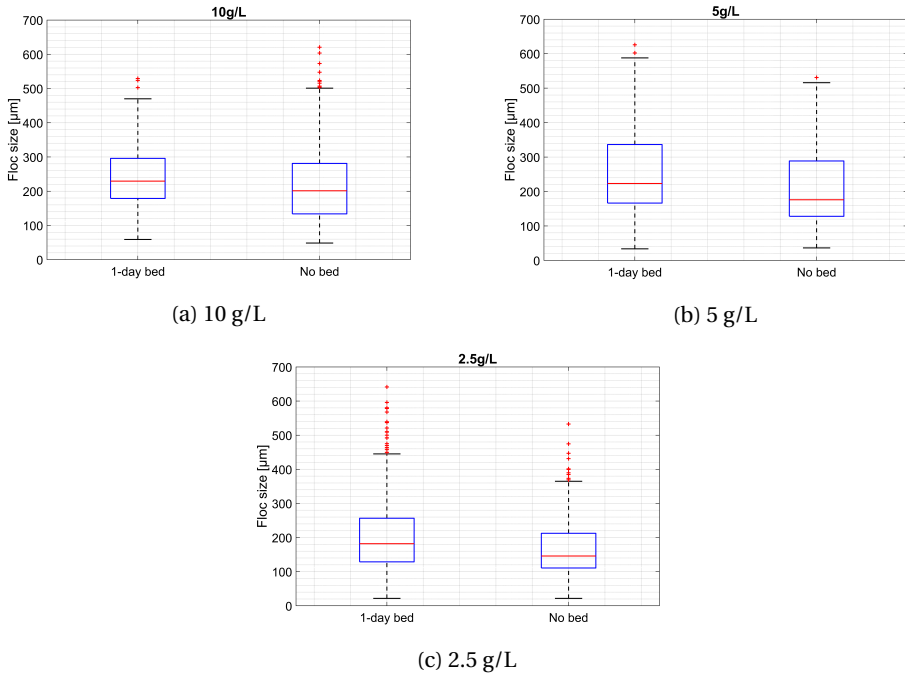 10g/L
700
600
500
400
300
200
100
0
Floc size [µm]
1-day bed
No bed
(a) 10 g/L
5g/L
700
600
500
400
300
200
100
0
Floc size [µm]
1-day bed
No bed
(b) 5 g/L
2.5g/L
700
600
500
400
300
200
100
0
Floc size [µm]
1-day bed
No bed
(c) 2.5 g/L